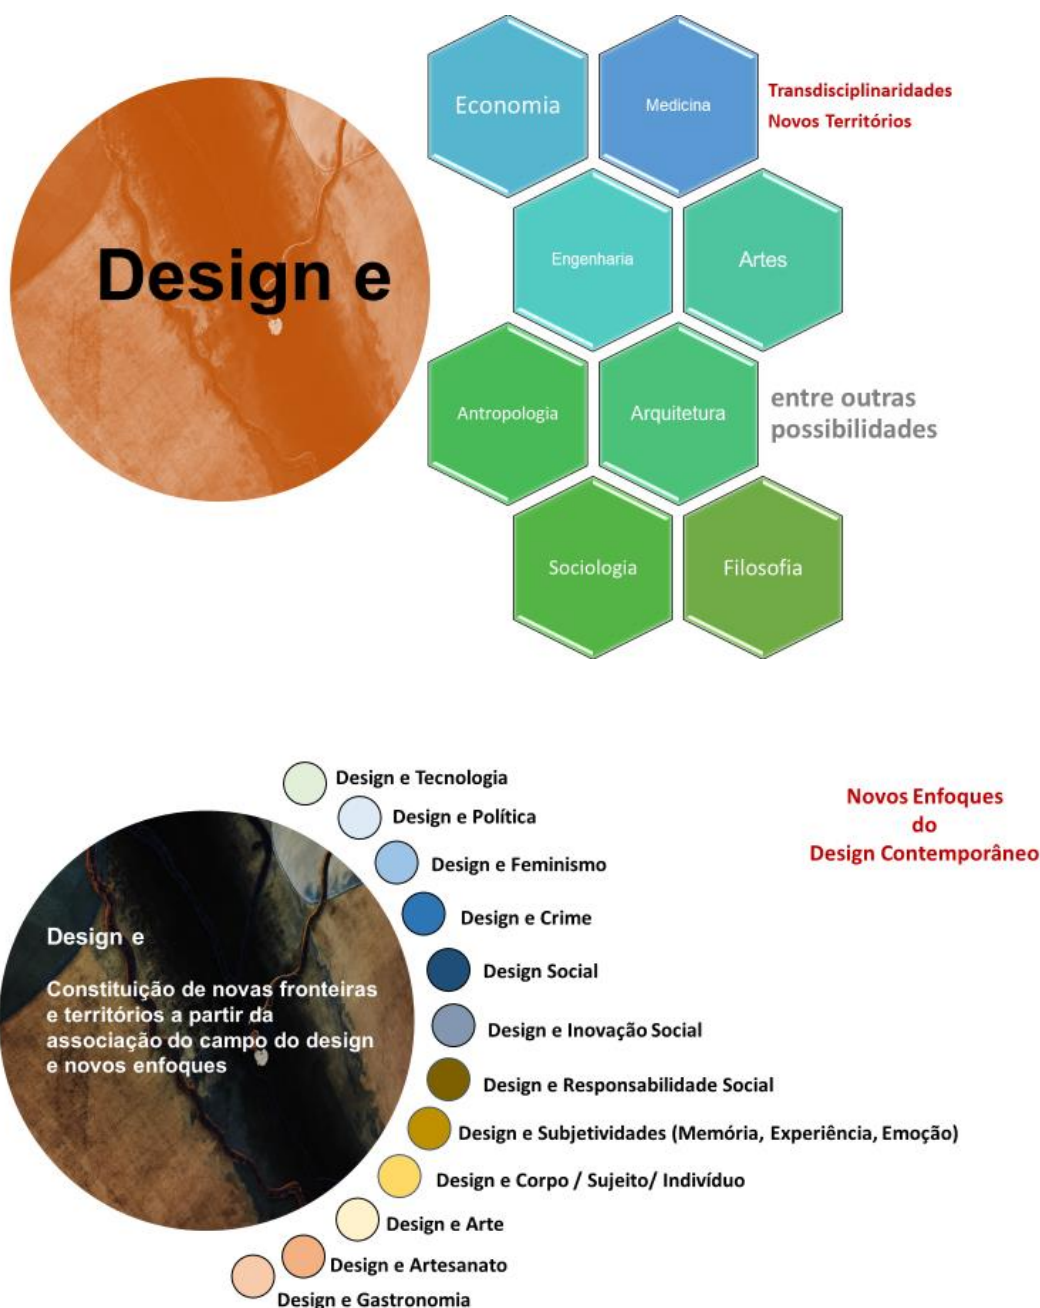 Economia
Medicina
Transdisciplinaridades
Novos Territórios
Design e
Engenharia
Artes
Antropologia
Arquitetura
entre outras
possibilidades
Sociologia
Filosofia
Design e Tecnologia
Novos Enfoques
do
Design Contemporâneo
Design e Política
Design e Feminismo
Design e Crime
Design e
Constituição de novas fronteiras
e territórios a partir da
associação do campo do design
e novos enfoques
Design Social
Design e Inovação Social
Design e Responsabilidade Social
Design e Subjetividades (Memória, Experiência, Emoção)
Design e Corpo / Sujeito/ Indivíduo
Design e Arte
Design e Artesanato
Design e Gastronomia